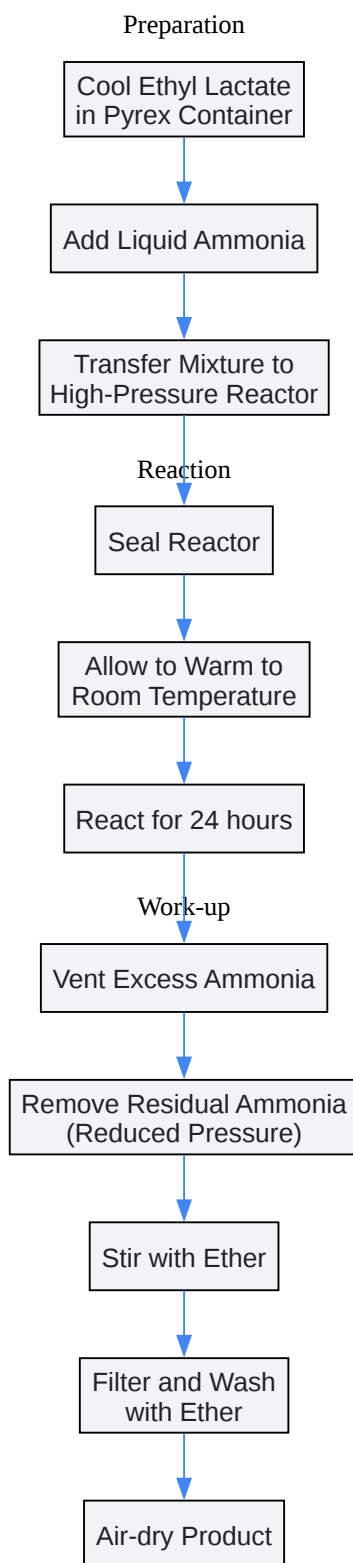 Preparation
Cool Ethyl Lactate
in Pyrex Container
Add Liquid Ammonia
Transfer Mixture to
High-Pressure Reactor
Reaction
Seal Reactor
Allow to Warm to
Room Temperature
React for 24 hours
Work-up
Vent Excess Ammonia
Remove Residual Ammonia
(Reduced Pressure)
Stir with Ether
Filter and Wash
with Ether
Air-dry Product